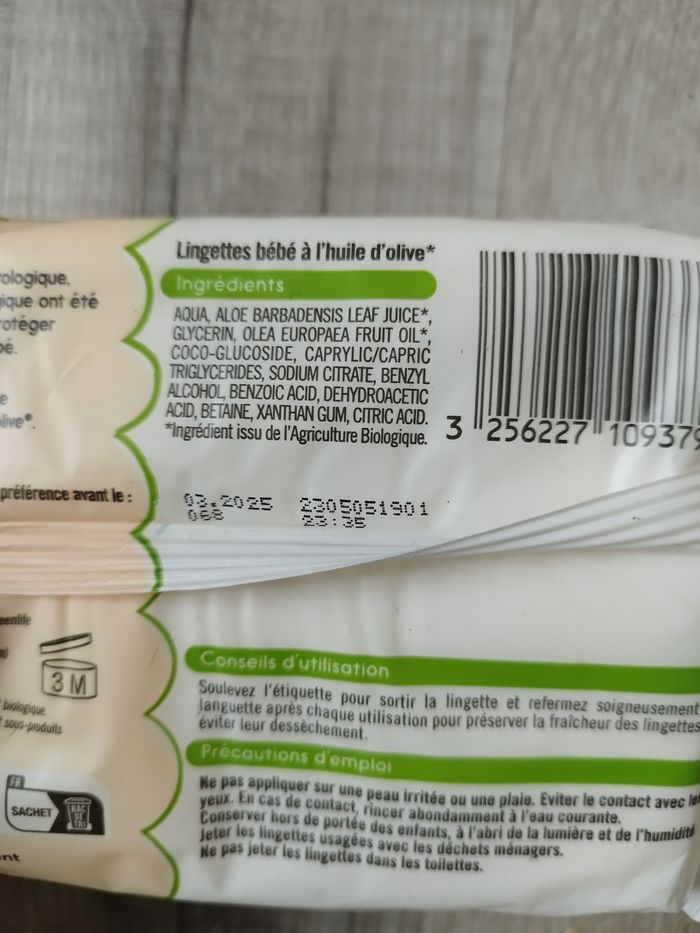 Lingettes bébé à l'huile d'olive*
Ingrédients
AQUA, ALOE BARBADENSIS LEAF JUICE*,
GLYCERIN, OLEA EUROPAEA FRUIT OIL*,
COCO-GLUCOSIDE, CAPRYLIC/CAPRIC
TRIGLYCERIDES, SODIUM CITRATE, BENZYL
ALCOHOL, BENZOIC ACID, DEHYDROACETIC
ACID, BETAINE, XANTHAN GUM, CITRIC ACID.
*Ingrédient issu de l'Agriculture Biologique.
3 256227 109379
ont été
préférence avant le :
03.2025 2305051901
068 23:35
3 M
biologique.
sous-produits
FR
SACHET
BAC
DE
TRI
Conseils d'utilisation
Soulevez l'étiquette pour sortir la lingette et refermez soigneusement
languette après chaque utilisation pour préserver la fraîcheur des lingettes
éviter leur dessèchement.
Précautions d'emploi
Ne pas appliquer sur une peau irritée ou une plaie. Eviter le contact avec les
yeux. En cas de contact, rincer abondamment à l'eau courante.
Conserver hors de portée des enfants, à l'abri de la lumière et de l'humidité
Jeter les lingettes usagées avec les déchets ménagers.
Ne pas jeter les lingettes dans les toilettes.